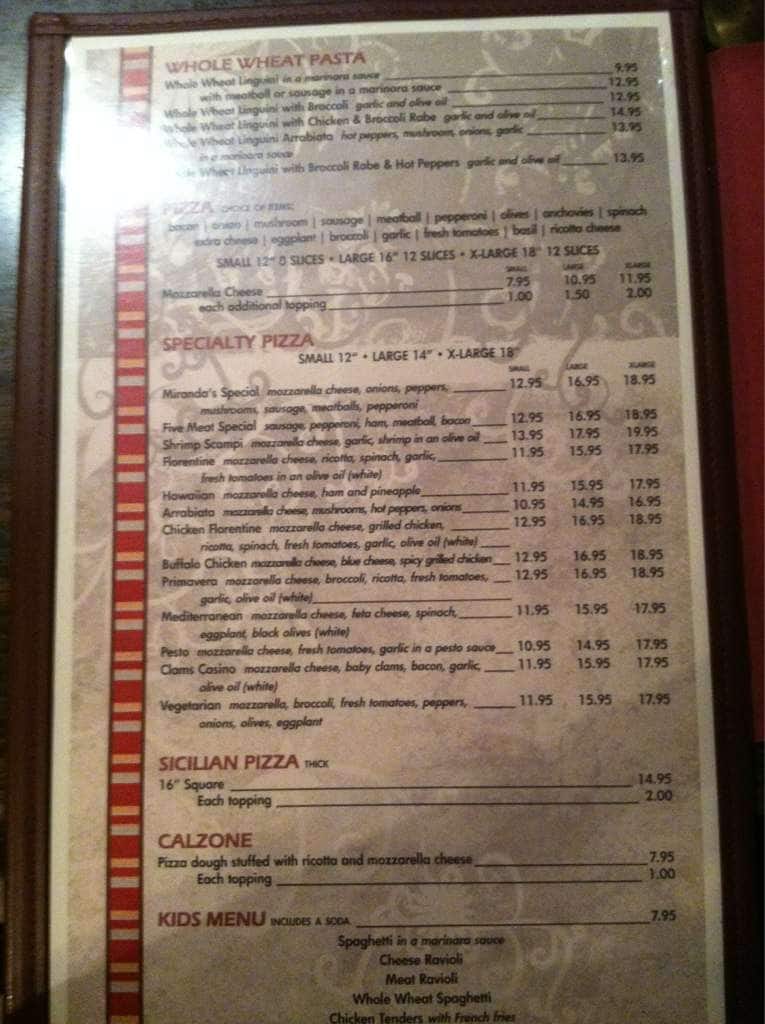 WHOLE WHEAT PASTA
Whole Wheat Linguini in a marinara sauce 9.95
with meatball or sausage in a marinara sauce 12.95
Whole Wheat Linguini with Broccoli garlic and olive oil 12.95
Whole Wheat Linguini with Chicken & Broccoli Rabe garlic and olive oil 14.95
Whole Wheat Linguini Arrabiata hot peppers, mushroom, onions, garlic 13.95
in a marinara sauce
Whole Wheat Linguini with Broccoli Rabe & Hot Peppers garlic and olive oil 13.95
PIZZA CHOICE OF ITEMS:
bacon | onion | mushroom | sausage | meatball | pepperoni | olives | anchovies | spinach
extra cheese | eggplant | broccoli | garlic | fresh tomatoes | basil | ricotta cheese
SMALL 12" 8 SLICES • LARGE 16" 12 SLICES • X-LARGE 18" 12 SLICES
SMALL LARGE XLARGE
Mozzarella Cheese 7.95 10.95 11.95
each additional topping 1.00 1.50 2.00
SPECIALTY PIZZA
SMALL 12" • LARGE 14" • X-LARGE 18"
SMALL LARGE XLARGE
Miranda's Special mozzarella cheese, onions, peppers, 12.95 16.95 18.95
mushrooms, sausage, meatballs, pepperoni
Five Meat Special sausage, pepperoni, ham, meatball, bacon 12.95 16.95 18.95
Shrimp Scampi mozzarella cheese, garlic, shrimp in an olive oil 13.95 17.95 19.95
Florentine mozzarella cheese, ricotta, spinach, garlic, 11.95 15.95 17.95
fresh tomatoes in an olive oil (white)
Hawaiian mozzarella cheese, ham and pineapple 11.95 15.95 17.95
Arrabiata mozzarella cheese, mushrooms, hot peppers, onions 10.95 14.95 16.95
Chicken Florentine mozzarella cheese, grilled chicken, 12.95 16.95 18.95
ricotta, spinach, fresh tomatoes, garlic, olive oil (white)
Buffalo Chicken mozzarella cheese, blue cheese, spicy grilled chicken 12.95 16.95 18.95
Primavera mozzarella cheese, broccoli, ricotta, fresh tomatoes, 12.95 16.95 18.95
garlic, olive oil (white)
Mediterranean mozzarella cheese, feta cheese, spinach, 11.95 15.95 17.95
eggplant, black olives (white)
Pesto mozzarella cheese, fresh tomatoes, garlic in a pesto sauce 10.95 14.95 17.95
Clams Casino mozzarella cheese, baby clams, bacon, garlic, 11.95 15.95 17.95
olive oil (white)
Vegetarian mozzarella, broccoli, fresh tomatoes, peppers, 11.95 15.95 17.95
onions, olives, eggplant
SICILIAN PIZZA THICK
16" Square 14.95
Each topping 2.00
CALZONE
Pizza dough stuffed with ricotta and mozzarella cheese 7.95
Each topping 1.00
KIDS MENU INCLUDES A SODA 7.95
Spaghetti in a marinara sauce
Cheese Ravioli
Meat Ravioli
Whole Wheat Spaghetti
Chicken Tenders with French fries